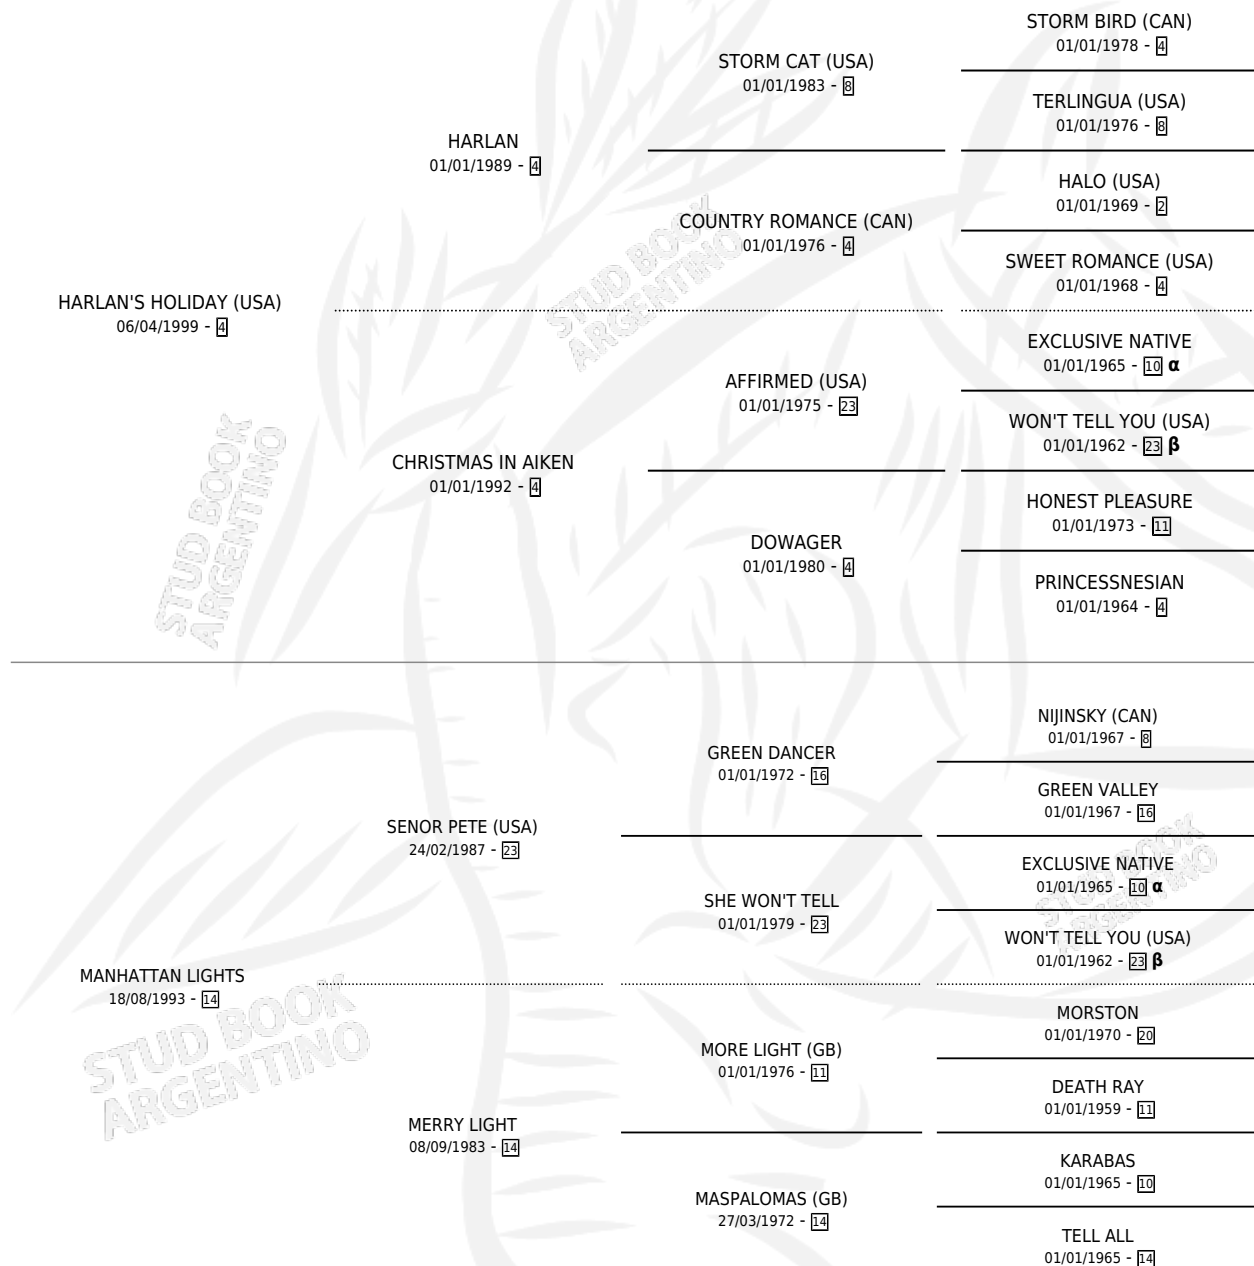 STORM BIRD (CAN)
01/01/1978 - 4
STORM CAT (USA)
01/01/1983 - 8
TERLINGUA (USA)
01/01/1976 - 8
HARLAN
01/01/1989 - 4
HALO (USA)
01/01/1969 - 2
COUNTRY ROMANCE (CAN)
01/01/1976 - 4
SWEET ROMANCE (USA)
01/01/1968 - 4
HARLAN'S HOLIDAY (USA)
06/04/1999 - 4
EXCLUSIVE NATIVE
01/01/1965 - 10 α
AFFIRMED (USA)
01/01/1975 - 23
WON'T TELL YOU (USA)
01/01/1962 - 23 β
CHRISTMAS IN AIKEN
01/01/1992 - 4
HONEST PLEASURE
01/01/1973 - 11
DOWAGER
01/01/1980 - 4
PRINCESSNESIAN
01/01/1964 - 4
NIJINSKY (CAN)
01/01/1967 - 8
GREEN DANCER
01/01/1972 - 16
GREEN VALLEY
01/01/1967 - 16
SENOR PETE (USA)
24/02/1987 - 23
EXCLUSIVE NATIVE
01/01/1965 - 10 α
SHE WON'T TELL
01/01/1979 - 23
WON'T TELL YOU (USA)
01/01/1962 - 23 β
MANHATTAN LIGHTS
18/08/1993 - 14
MORSTON
01/01/1970 - 20
MORE LIGHT (GB)
01/01/1976 - 11
DEATH RAY
01/01/1959 - 11
MERRY LIGHT
08/09/1983 - 14
KARABAS
01/01/1965 - 10
MASPALOMAS (GB)
27/03/1972 - 14
TELL ALL
01/01/1965 - 14
STUD BOOK
ARGENTINO
STUD BOOK
ARGENTINO
STUD BOOK
ARGENTINO
STUD BOOK
ARGENTINO